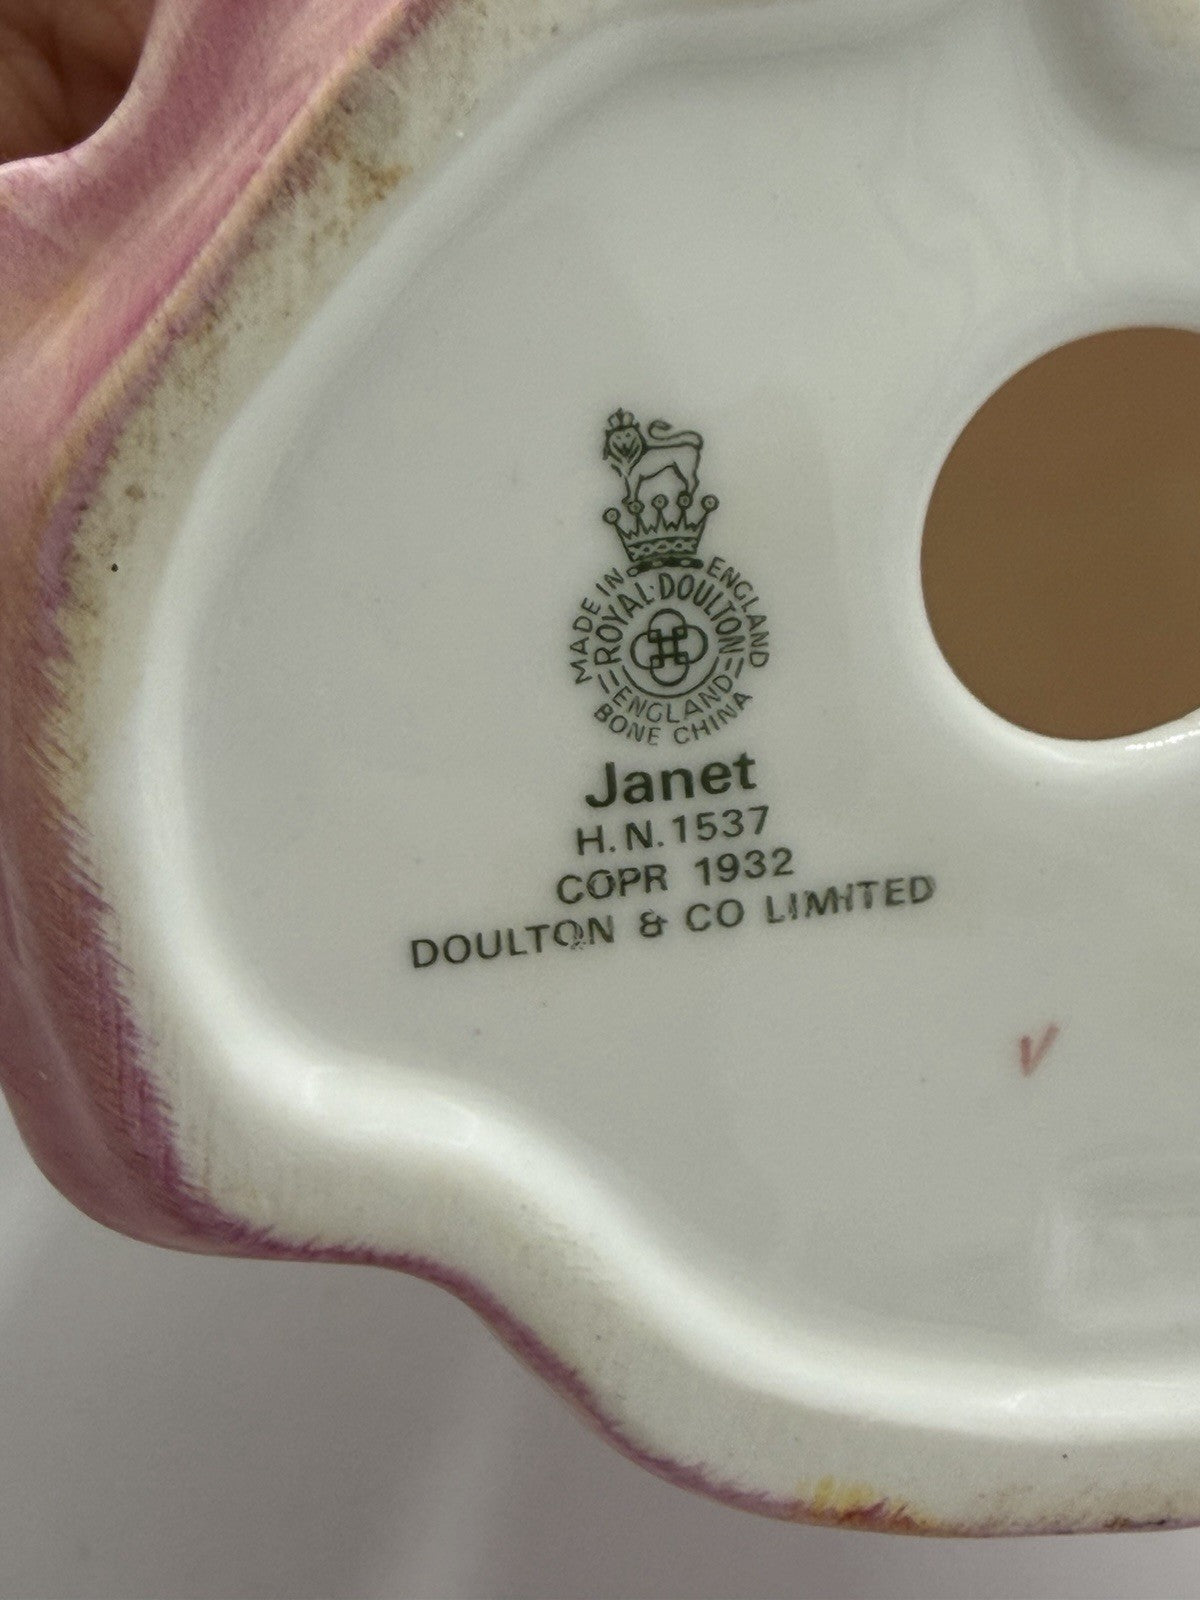 MADE IN ENGLAND
ROYAL·DOULTON
ENGLAND
BONE CHINA
Janet
H.N.1537
COPR 1932
DOULTON & CO LIMITED
V